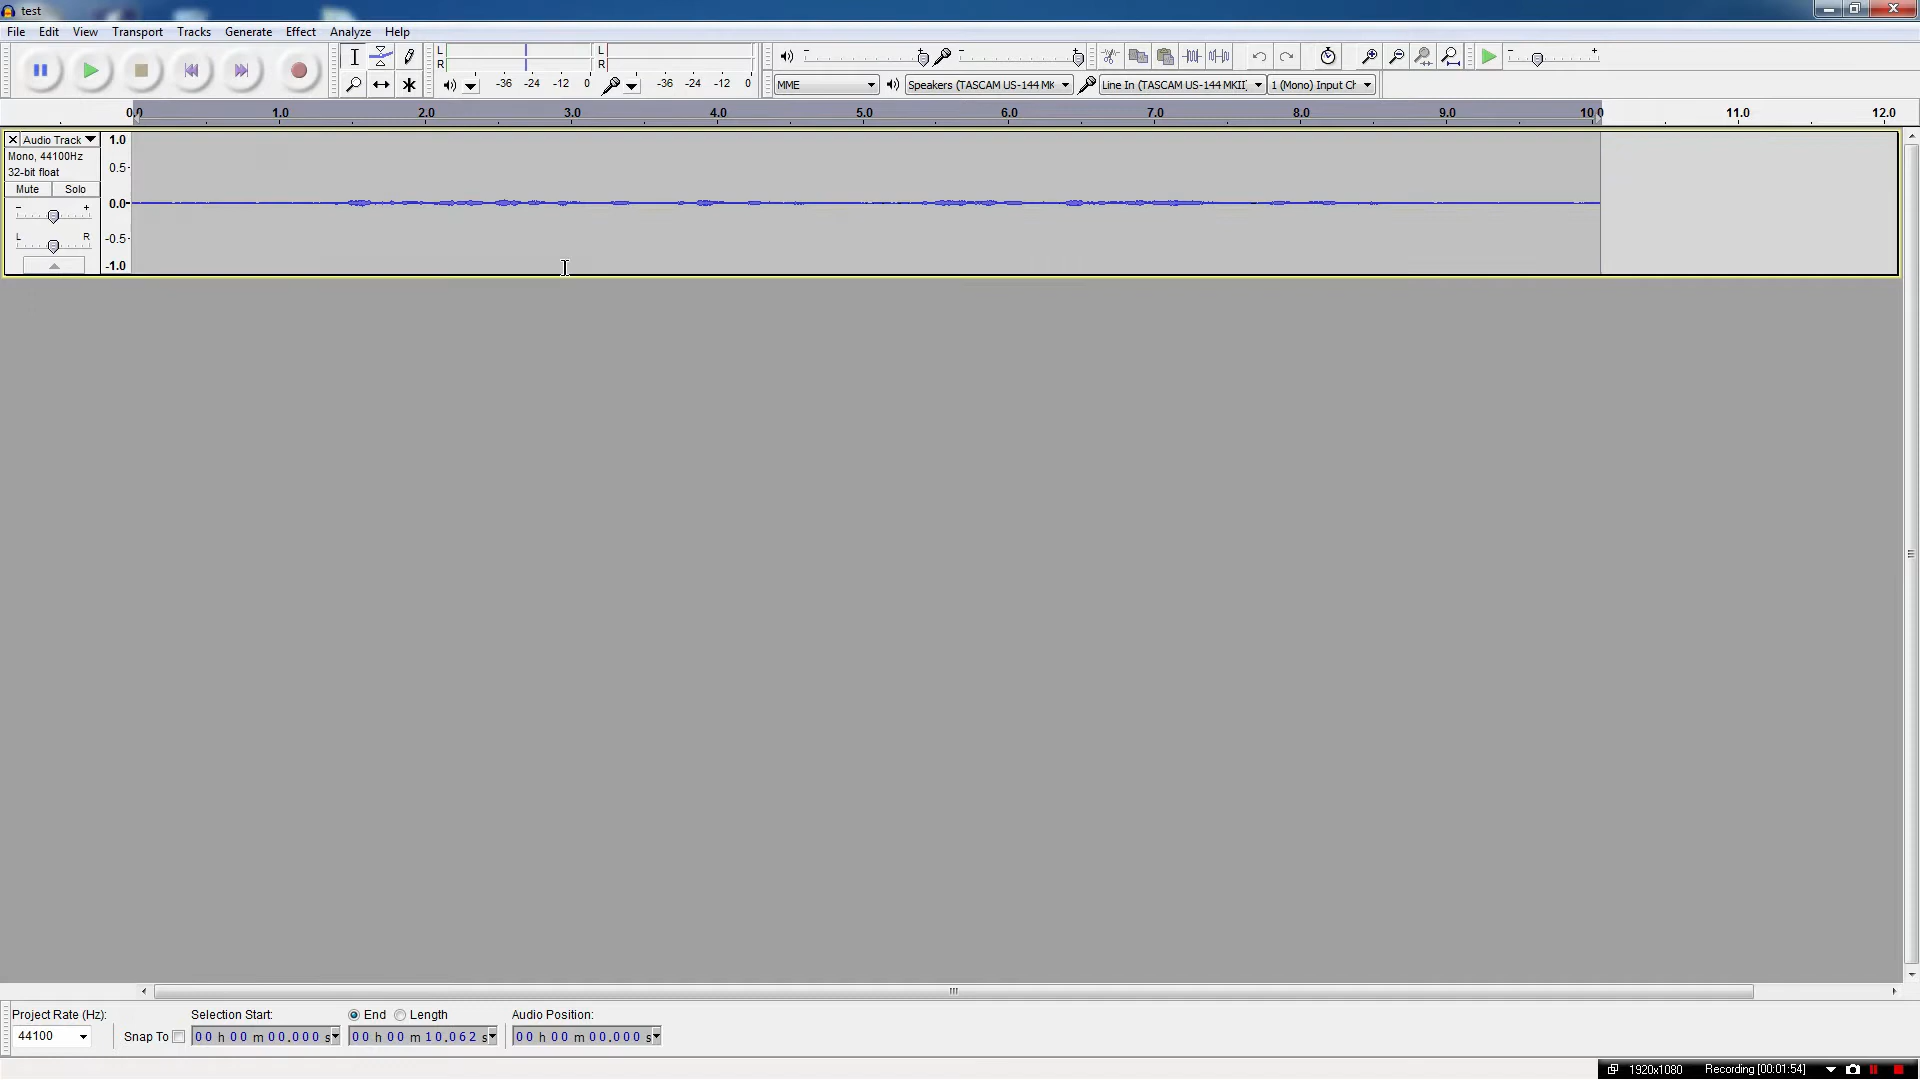 test
File Edit View Transport Tracks Generate Effect Analyze Help
L L
R R
-36 -24 -12 0 -36 -24 -12 0
MME Speakers (TASCAM US-144 MK Line In (TASCAM US-144 MKII) 1 (Mono) Input Ch
0.0 1.0 2.0 3.0 4.0 5.0 6.0 7.0 8.0 9.0 10.0 11.0 12.0
Audio Track 1.0
Mono, 44100Hz
32-bit float 0.5
Mute Solo
- + 0.0
L R -0.5
-1.0
Project Rate (Hz): Selection Start: End Length Audio Position:
44100 Snap To 00 h 00 m 00.000 s 00 h 00 m 10.062 s 00 h 00 m 00.000 s
1920x1080 Recording [00:01:54]